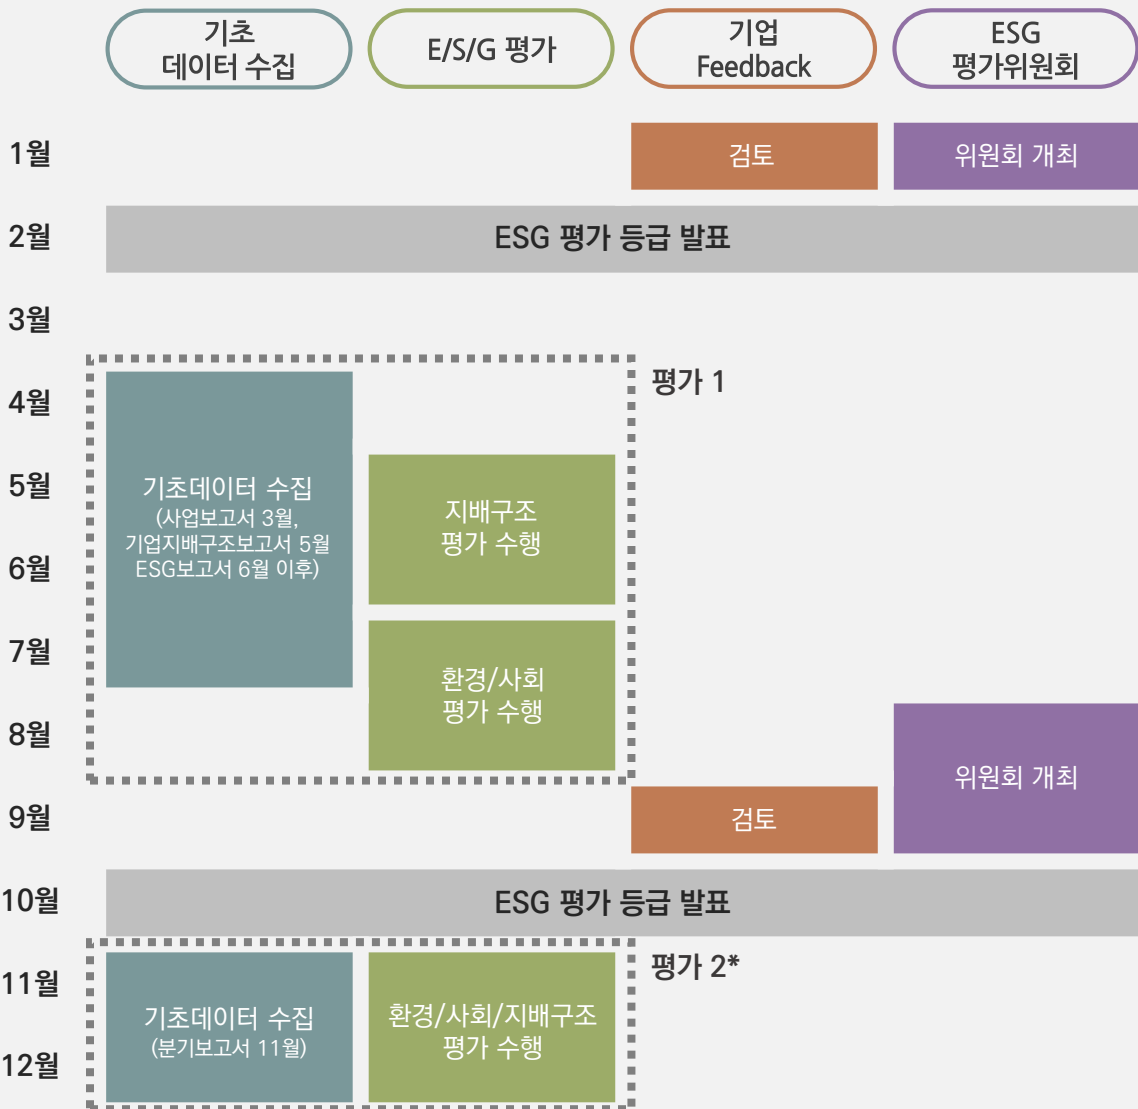 기초
데이터 수집
E/S/G 평가
기업
Feedback
ESG
평가위원회
1월
검토
위원회 개최
2월
ESG 평가 등급 발표
3월
평가 1
4월
5월
기초데이터 수집
(사업보고서 3월,
기업지배구조보고서 5월
ESG보고서 6월 이후)
지배구조
평가 수행
6월
7월
환경/사회
평가 수행
8월
위원회 개최
9월
검토
10월
ESG 평가 등급 발표
평가 2*
11월
기초데이터 수집
(분기보고서 11월)
환경/사회/지배구조
평가 수행
12월